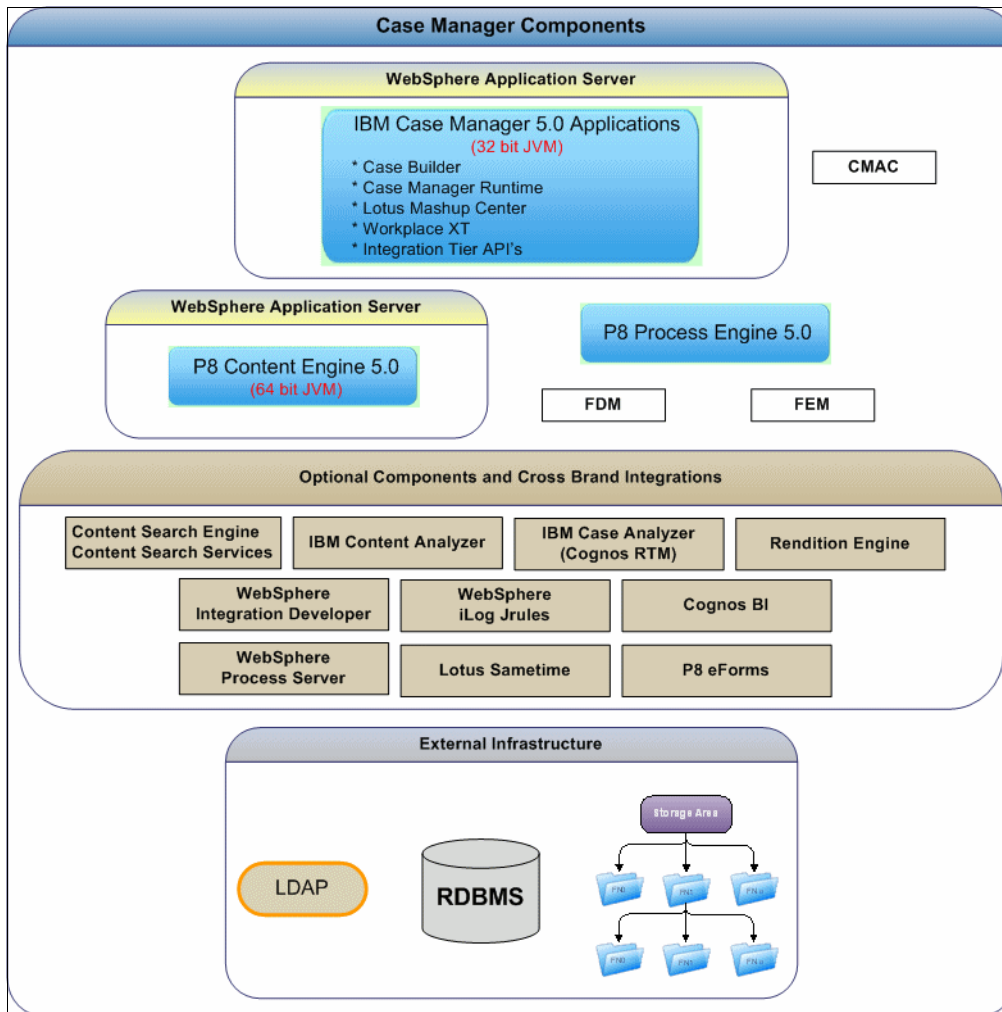 Case Manager Components
WebSphere Application Server
IBM Case Manager 5.0 Applications
(32 bit JVM)
* Case Builder
* Case Manager Runtime
* Lotus Mashup Center
* Workplace XT
* Integration Tier API's
CMAC
WebSphere Application Server
P8 Content Engine 5.0
(64 bit JVM)
P8 Process Engine 5.0
FDM
FEM
Optional Components and Cross Brand Integrations
Content Search Engine
Content Search Services
IBM Content Analyzer
IBM Case Analyzer
(Cognos RTM)
Rendition Engine
WebSphere
Integration Developer
WebSphere
iLog Jrules
Cognos BI
WebSphere
Process Server
Lotus Sametime
P8 eForms
External Infrastructure
Storage Area
LDAP
RDBMS
FN0
FN1
FN0
FN1